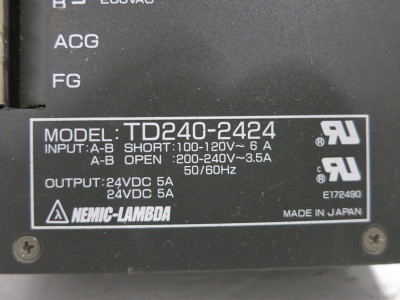 200VAC
ACG
FG
MODEL: TD240-2424
INPUT: A-B SHORT: 100-120V~ 6 A
A-B OPEN : 200-240V~ 3.5A
50/60Hz
OUTPUT: 24VDC 5A
24VDC 5A
E172490
NEMIC-LAMBDA
MADE IN JAPAN